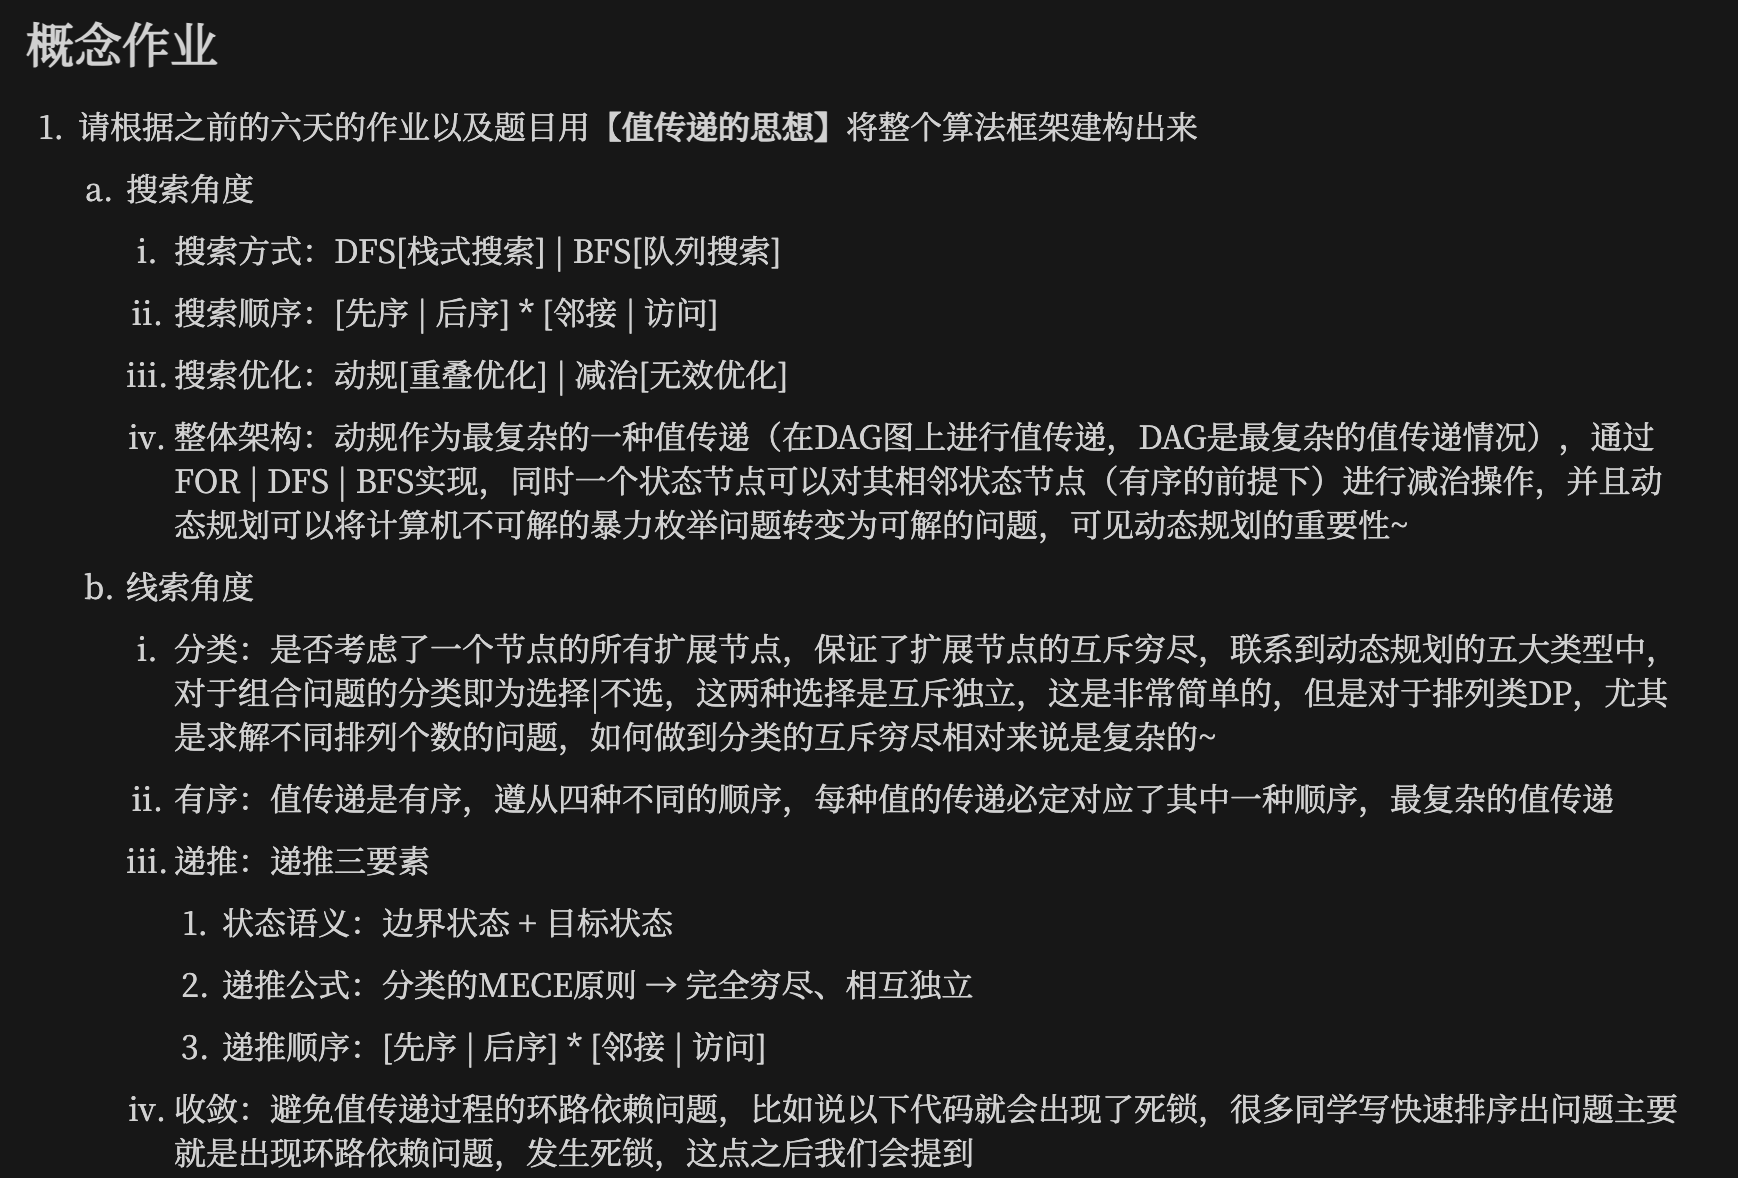 概念作业
1. 请根据之前的六天的作业以及题目用【值传递的思想】将整个算法框架建构出来
a. 搜索角度
i. 搜索方式：DFS[栈式搜索] | BFS[队列搜索]
ii. 搜索顺序：[先序 | 后序] * [邻接 | 访问]
iii. 搜索优化：动规[重叠优化] | 减治[无效优化]
iv. 整体架构：动规作为最复杂的一种值传递（在DAG图上进行值传递，DAG是最复杂的值传递情况），通过
FOR | DFS | BFS实现，同时一个状态节点可以对其相邻状态节点（有序的前提下）进行减治操作，并且动
态规划可以将计算机不可解的暴力枚举问题转变为可解的问题，可见动态规划的重要性~
b. 线索角度
i. 分类：是否考虑了一个节点的所有扩展节点，保证了扩展节点的互斥穷尽，联系到动态规划的五大类型中，
对于组合问题的分类即为选择|不选，这两种选择是互斥独立，这是非常简单的，但是对于排列类DP，尤其
是求解不同排列个数的问题，如何做到分类的互斥穷尽相对来说是复杂的~
ii. 有序：值传递是有序，遵从四种不同的顺序，每种值的传递必定对应了其中一种顺序，最复杂的值传递
iii. 递推：递推三要素
1. 状态语义：边界状态 + 目标状态
2. 递推公式：分类的MECE原则 → 完全穷尽、相互独立
3. 递推顺序：[先序 | 后序] * [邻接 | 访问]
iv. 收敛：避免值传递过程的环路依赖问题，比如说以下代码就会出现了死锁，很多同学写快速排序出问题主要
就是出现环路依赖问题，发生死锁，这点之后我们会提到